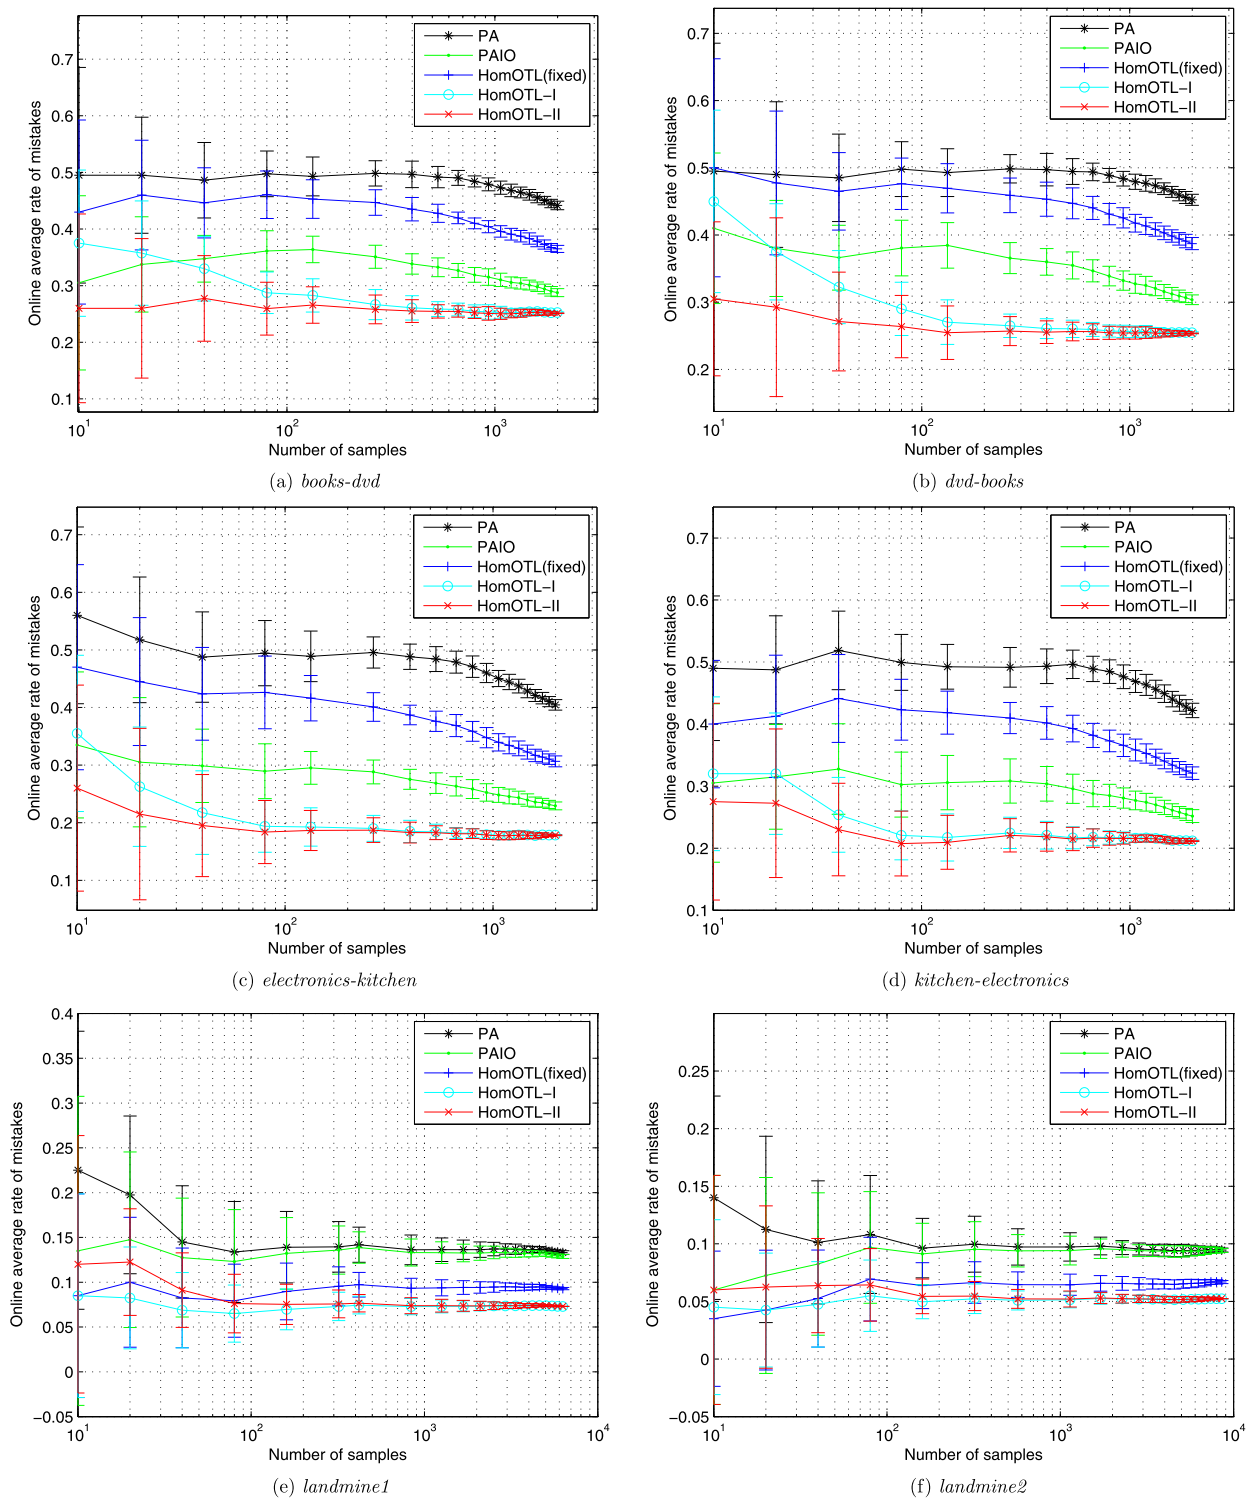 PA
PAIO
HomOTL(fixed)
HomOTL-I
HomOTL-II
Online average rate of mistakes
0.7
0.6
0.5
0.4
0.3
0.2
0.1
10^1
10^2
10^3
Number of samples
(a) books-dvd
PA
PAIO
HomOTL(fixed)
HomOTL-I
HomOTL-II
Online average rate of mistakes
0.7
0.6
0.5
0.4
0.3
0.2
10^1
10^2
10^3
Number of samples
(b) dvd-books
PA
PAIO
HomOTL(fixed)
HomOTL-I
HomOTL-II
Online average rate of mistakes
0.7
0.6
0.5
0.4
0.3
0.2
0.1
10^1
10^2
10^3
Number of samples
(c) electronics-kitchen
PA
PAIO
HomOTL(fixed)
HomOTL-I
HomOTL-II
Online average rate of mistakes
0.7
0.6
0.5
0.4
0.3
0.2
0.1
10^1
10^2
10^3
Number of samples
(d) kitchen-electronics
PA
PAIO
HomOTL(fixed)
HomOTL-I
HomOTL-II
Online average rate of mistakes
0.4
0.35
0.3
0.25
0.2
0.15
0.1
0.05
0
−0.05
10^1
10^2
10^3
10^4
Number of samples
(e) landmine1
PA
PAIO
HomOTL(fixed)
HomOTL-I
HomOTL-II
Online average rate of mistakes
0.25
0.2
0.15
0.1
0.05
0
−0.05
10^1
10^2
10^3
10^4
Number of samples
(f) landmine2